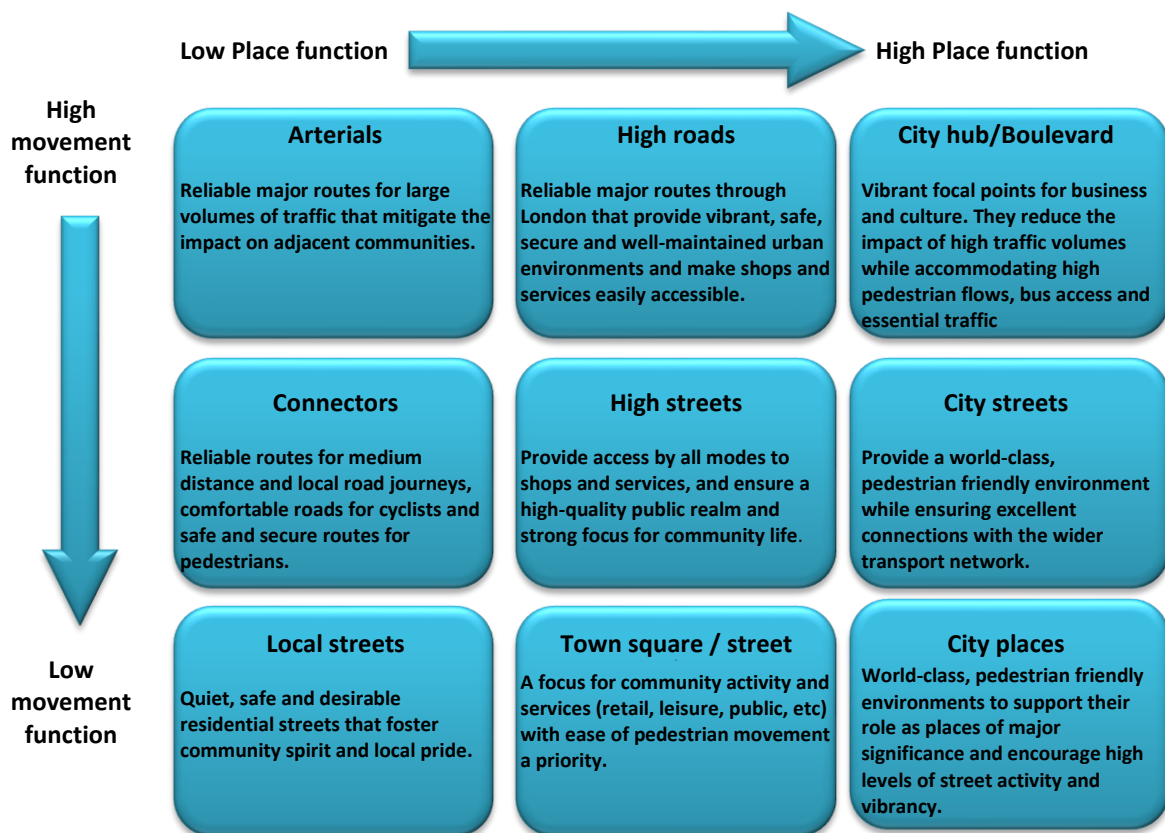 Low Place function
High Place function
High
movement
function
Arterials
Reliable major routes for large
volumes of traffic that mitigate the
impact on adjacent communities.
High roads
Reliable major routes through
London that provide vibrant, safe,
secure and well-maintained urban
environments and make shops and
services easily accessible.
City hub/Boulevard
Vibrant focal points for business
and culture. They reduce the
impact of high traffic volumes
while accommodating high
pedestrian flows, bus access and
essential traffic
Connectors
Reliable routes for medium
distance and local road journeys,
comfortable roads for cyclists and
safe and secure routes for
pedestrians.
High streets
Provide access by all modes to
shops and services, and ensure a
high-quality public realm and
strong focus for community life.
City streets
Provide a world-class,
pedestrian friendly environment
while ensuring excellent
connections with the wider
transport network.
Low
movement
function
Local streets
Quiet, safe and desirable
residential streets that foster
community spirit and local pride.
Town square / street
A focus for community activity and
services (retail, leisure, public, etc)
with ease of pedestrian movement
a priority.
City places
World-class, pedestrian friendly
environments to support their
role as places of major
significance and encourage high
levels of street activity and
vibrancy.